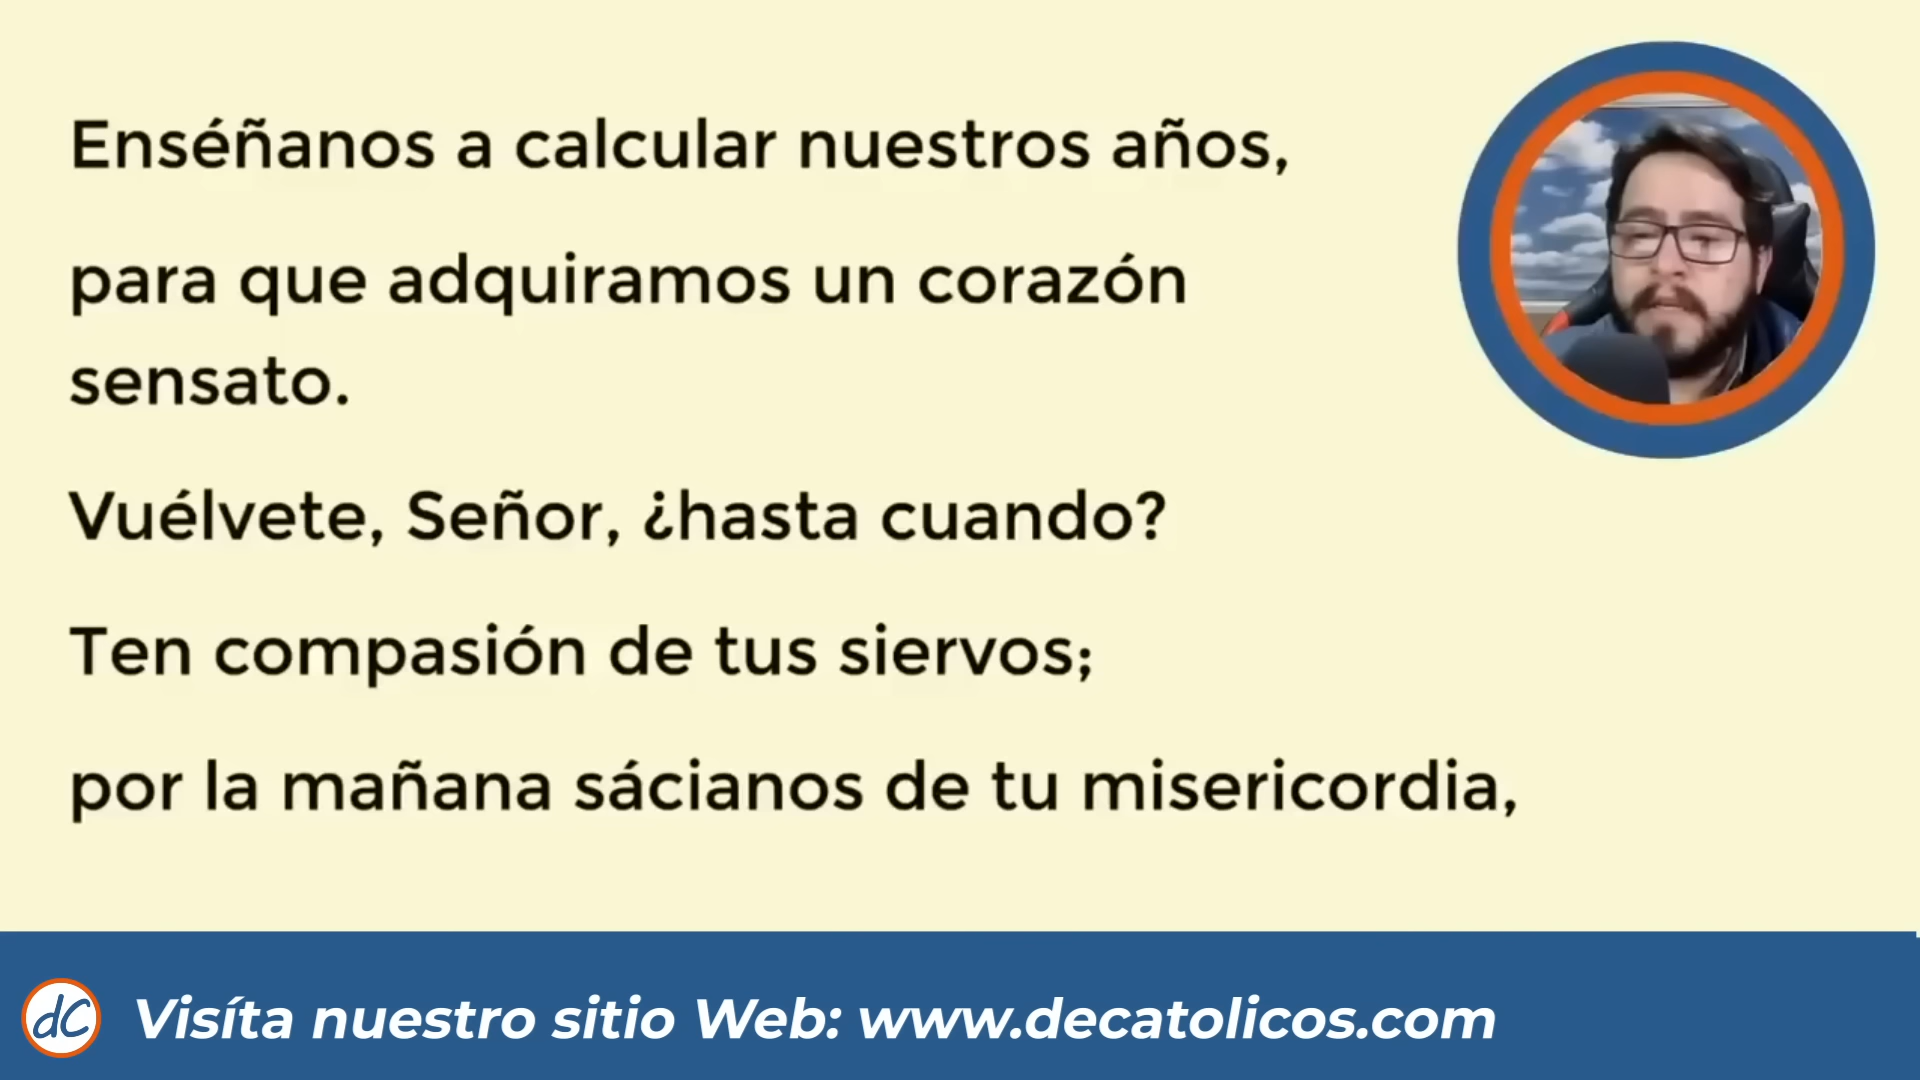 Enséñanos a calcular nuestros años,
para que adquiramos un corazón
sensato.
Vuélvete, Señor, ¿hasta cuando?
Ten compasión de tus siervos;
por la mañana sácianos de tu misericordia,
dC Visíta nuestro sitio Web: www.decatolicos.com